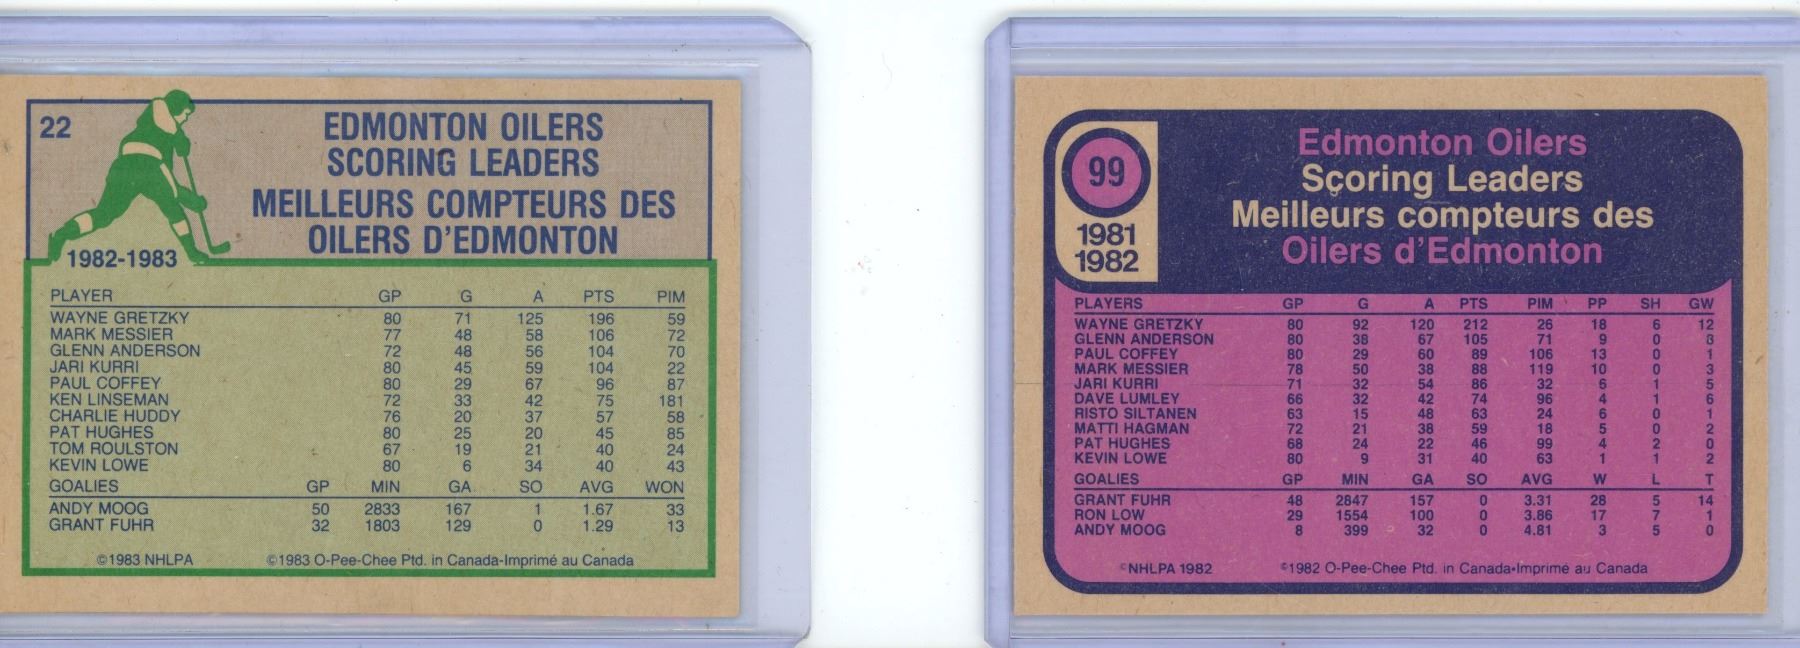 22
EDMONTON OILERS
SCORING LEADERS
MEILLEURS COMPTEURS DES
OILERS D'EDMONTON
1982-1983
PLAYER GP G A PTS PIM
WAYNE GRETZKY 80 71 125 196 59
MARK MESSIER 77 48 58 106 72
GLENN ANDERSON 72 48 56 104 70
JARI KURRI 80 45 59 104 22
PAUL COFFEY 80 29 67 96 87
KEN LINSEMAN 72 33 42 75 181
CHARLIE HUDDY 76 20 37 57 58
PAT HUGHES 80 25 20 45 85
TOM ROULSTON 67 19 21 40 24
KEVIN LOWE 80 6 34 40 43
GOALIES GP MIN GA SO AVG WON
ANDY MOOG 50 2833 167 1 1.67 33
GRANT FUHR 32 1803 129 0 1.29 13
©1983 NHLPA ©1983 O-Pee-Chee Ptd. in Canada-Imprimé au Canada
99
1981
1982
Edmonton Oilers
Scoring Leaders
Meilleurs compteurs des
Oilers d'Edmonton
PLAYERS GP G A PTS PIM PP SH GW
WAYNE GRETZKY 80 92 120 212 26 18 6 12
GLENN ANDERSON 80 38 67 105 71 9 0
PAUL COFFEY 80 29 60 89 106 13 0 1
MARK MESSIER 78 50 38 88 119 10 0 3
JARI KURRI 71 32 54 86 32 6 1 5
DAVE LUMLEY 66 32 42 74 96 4 1 6
RISTO SILTANEN 63 15 48 63 24 6 0 1
MATTI HAGMAN 72 21 38 59 18 5 0 2
PAT HUGHES 68 24 22 46 99 4 2 0
KEVIN LOWE 80 9 31 40 63 1 1 2
GOALIES GP MIN GA SO AVG W L T
GRANT FUHR 48 2847 157 0 3.31 28 5 14
RON LOW 29 1554 100 0 3.86 17 7 1
ANDY MOOG 8 399 32 0 4.81 3 5 0
©NHLPA 1982 ©1982 O-Pee-Chee Ptd. in Canada-Imprimé au Canada